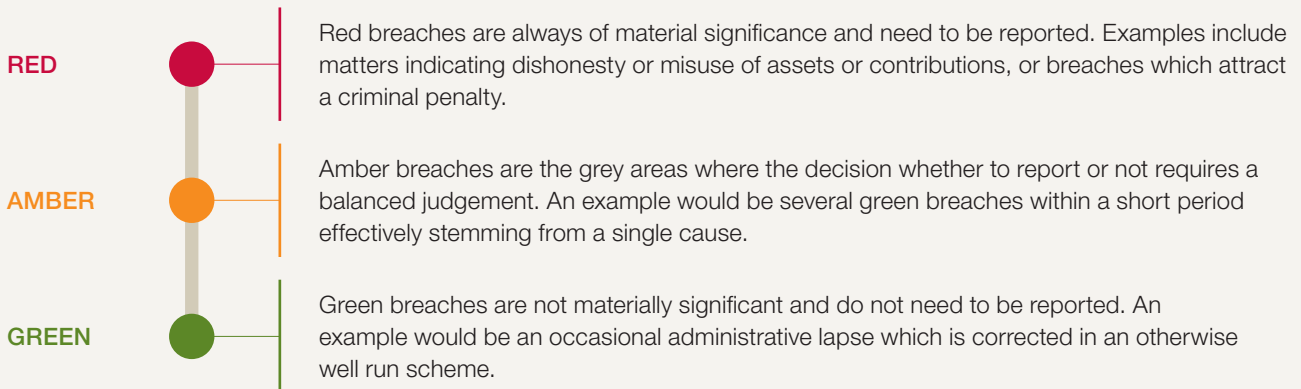 RED
Red breaches are always of material significance and need to be reported. Examples include
matters indicating dishonesty or misuse of assets or contributions, or breaches which attract
a criminal penalty.
AMBER
Amber breaches are the grey areas where the decision whether to report or not requires a
balanced judgement. An example would be several green breaches within a short period
effectively stemming from a single cause.
GREEN
Green breaches are not materially significant and do not need to be reported. An
example would be an occasional administrative lapse which is corrected in an otherwise
well run scheme.